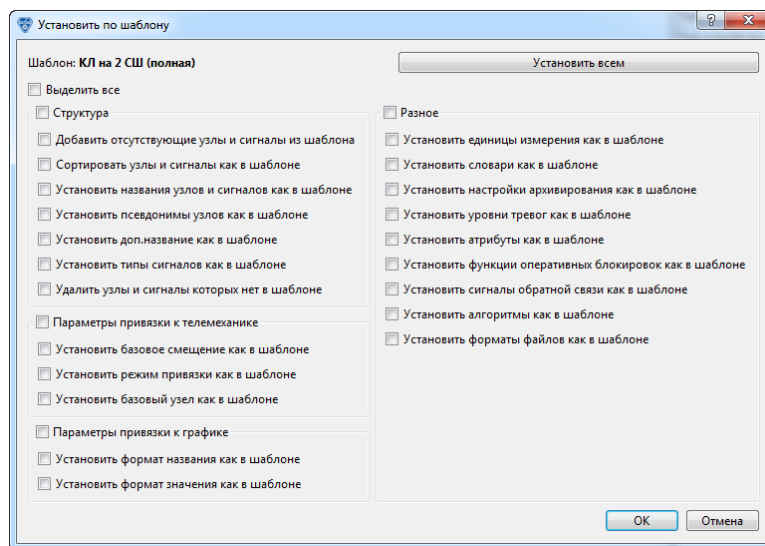 Установить по шаблону
Шаблон: КЛ на 2 СШ (полная)
Установить всем
Выделить все
Структура
Добавить отсутствующие узлы и сигналы из шаблона
Сортировать узлы и сигналы как в шаблоне
Установить названия узлов и сигналов как в шаблоне
Установить псевдонимы узлов как в шаблоне
Установить доп.название как в шаблоне
Установить типы сигналов как в шаблоне
Удалить узлы и сигналы которых нет в шаблоне
Параметры привязки к телемеханике
Установить базовое смещение как в шаблоне
Установить режим привязки как в шаблоне
Установить базовый узел как в шаблоне
Параметры привязки к графике
Установить формат названия как в шаблоне
Установить формат значения как в шаблоне
Разное
Установить единицы измерения как в шаблоне
Установить словари как в шаблоне
Установить настройки архивирования как в шаблоне
Установить уровни тревог как в шаблоне
Установить атрибуты как в шаблоне
Установить функции оперативных блокировок как в шаблоне
Установить сигналы обратной связи как в шаблоне
Установить алгоритмы как в шаблоне
Установить форматы файлов как в шаблоне
OK
Отмена